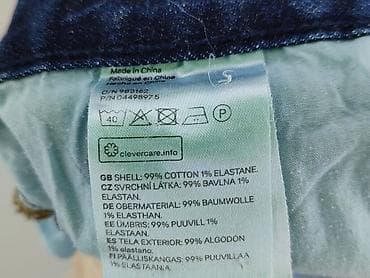 Made in China
Fabriqué en Chine
O/N 983162
P/N 04498975
40
P
clevercare.info
GB SHELL: 99% COTTON 1% ELASTANE.
CZ SVRCHNÍ LÁTKA: 99% BAVLNA 1%
ELASTAN.
DE OBERMATERIAL: 99% BAUMWOLLE
1% ELASTHAN.
EE ÜMBRIS: 99% PUUVILL 1%
ELASTAAN.
ES TELA EXTERIOR: 99% ALGODÓN
1% elastano.
FI PÄÄLLISKANGAS: 99% PUUVILLAA
1% ELASTAANIA